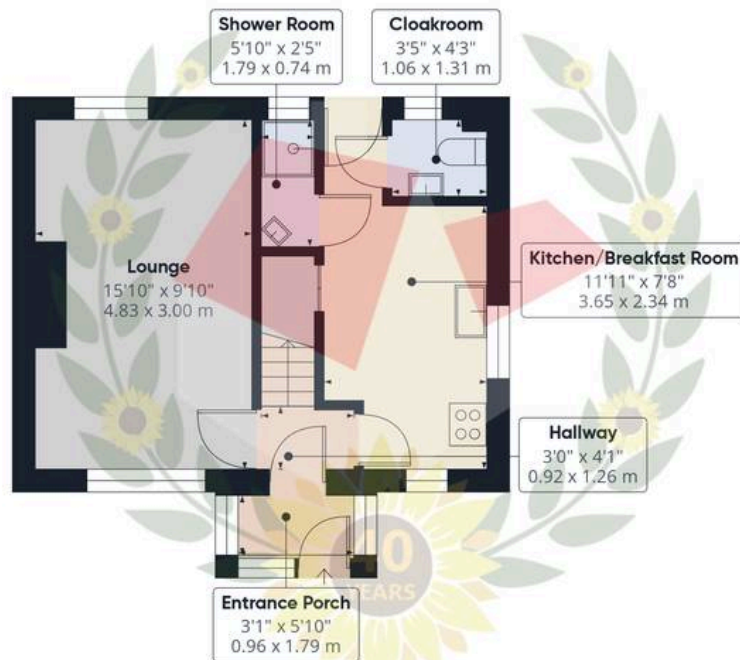 Shower Room
5'10" x 2'5"
1.79 x 0.74 m
Cloakroom
3'5" x 4'3"
1.06 x 1.31 m
Lounge
15'10" x 9'10"
4.83 x 3.00 m
Kitchen/Breakfast Room
11'11" x 7'8"
3.65 x 2.34 m
Hallway
3'0" x 4'1"
0.92 x 1.26 m
40
YEARS
Entrance Porch
3'1" x 5'10"
0.96 x 1.79 m